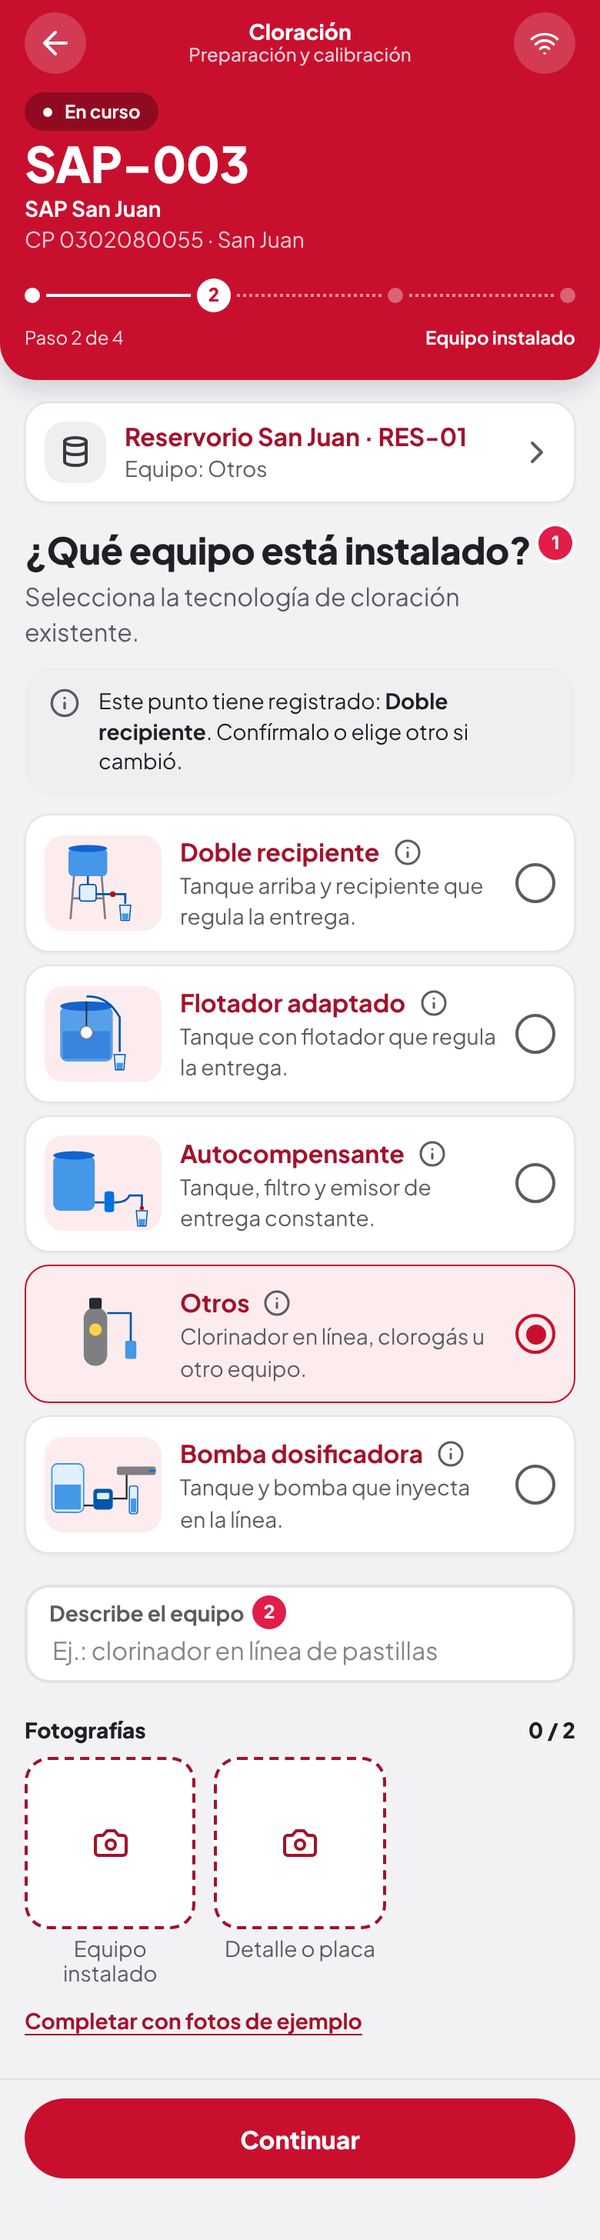 Cloración
Preparación y calibración
En curso
SAP-003
SAP San Juan
CP 0302080055 · San Juan
2
Paso 2 de 4
Equipo instalado
Reservorio San Juan · RES-01
Equipo: Otros
¿Qué equipo está instalado? 1
Selecciona la tecnología de cloración
existente.
Este punto tiene registrado: Doble
recipiente. Confírmalo o elige otro si
cambió.
Doble recipiente
Tanque arriba y recipiente que
regula la entrega.
Flotador adaptado
Tanque con flotador que regula
la entrega.
Autocompensante
Tanque, filtro y emisor de
entrega constante.
Otros
Clorinador en línea, clorogás u
otro equipo.
Bomba dosificadora
Tanque y bomba que inyecta
en la línea.
Describe el equipo 2
Ej.: clorinador en línea de pastillas
Fotografías
0 / 2
Equipo
instalado
Detalle o placa
Completar con fotos de ejemplo
Continuar